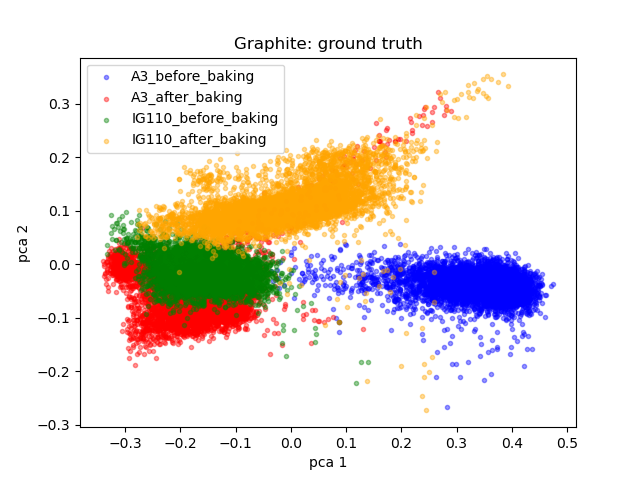 Graphite: ground truth
A3_before_baking
A3_after_baking
IG110_before_baking
IG110_after_baking
0.3
0.2
0.1
0.0
−0.1
−0.2
−0.3
pca 2
−0.3 −0.2 −0.1 0.0 0.1 0.2 0.3 0.4 0.5
pca 1